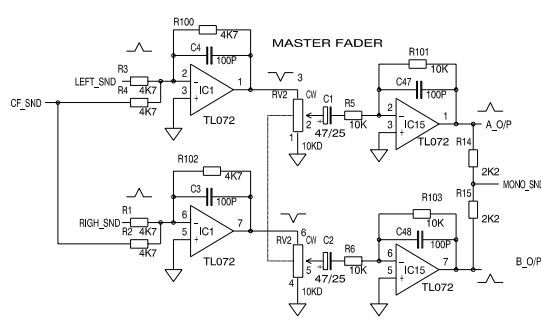 R100
4K7
C4
100P
MASTER FADER
R101
10K
LEFT_SND
R3
4K7
R4
4K7
2
3
IC1
1
TL072
3
RV2
CW
2
1
10KD
C1
47/25
R5
10K
C47
100P
2
3
IC15
1
TL072
A_O/P
CF_SND
R14
2K2
MONO_SND
R15
2K2
R102
4K7
C3
100P
RIGH_SND
R1
4K7
R2
4K7
6
5
IC1
7
TL072
6
RV2
CW
5
4
10KD
C2
47/25
R6
10K
R103
10K
C48
100P
6
5
IC15
7
TL072
B_O/P